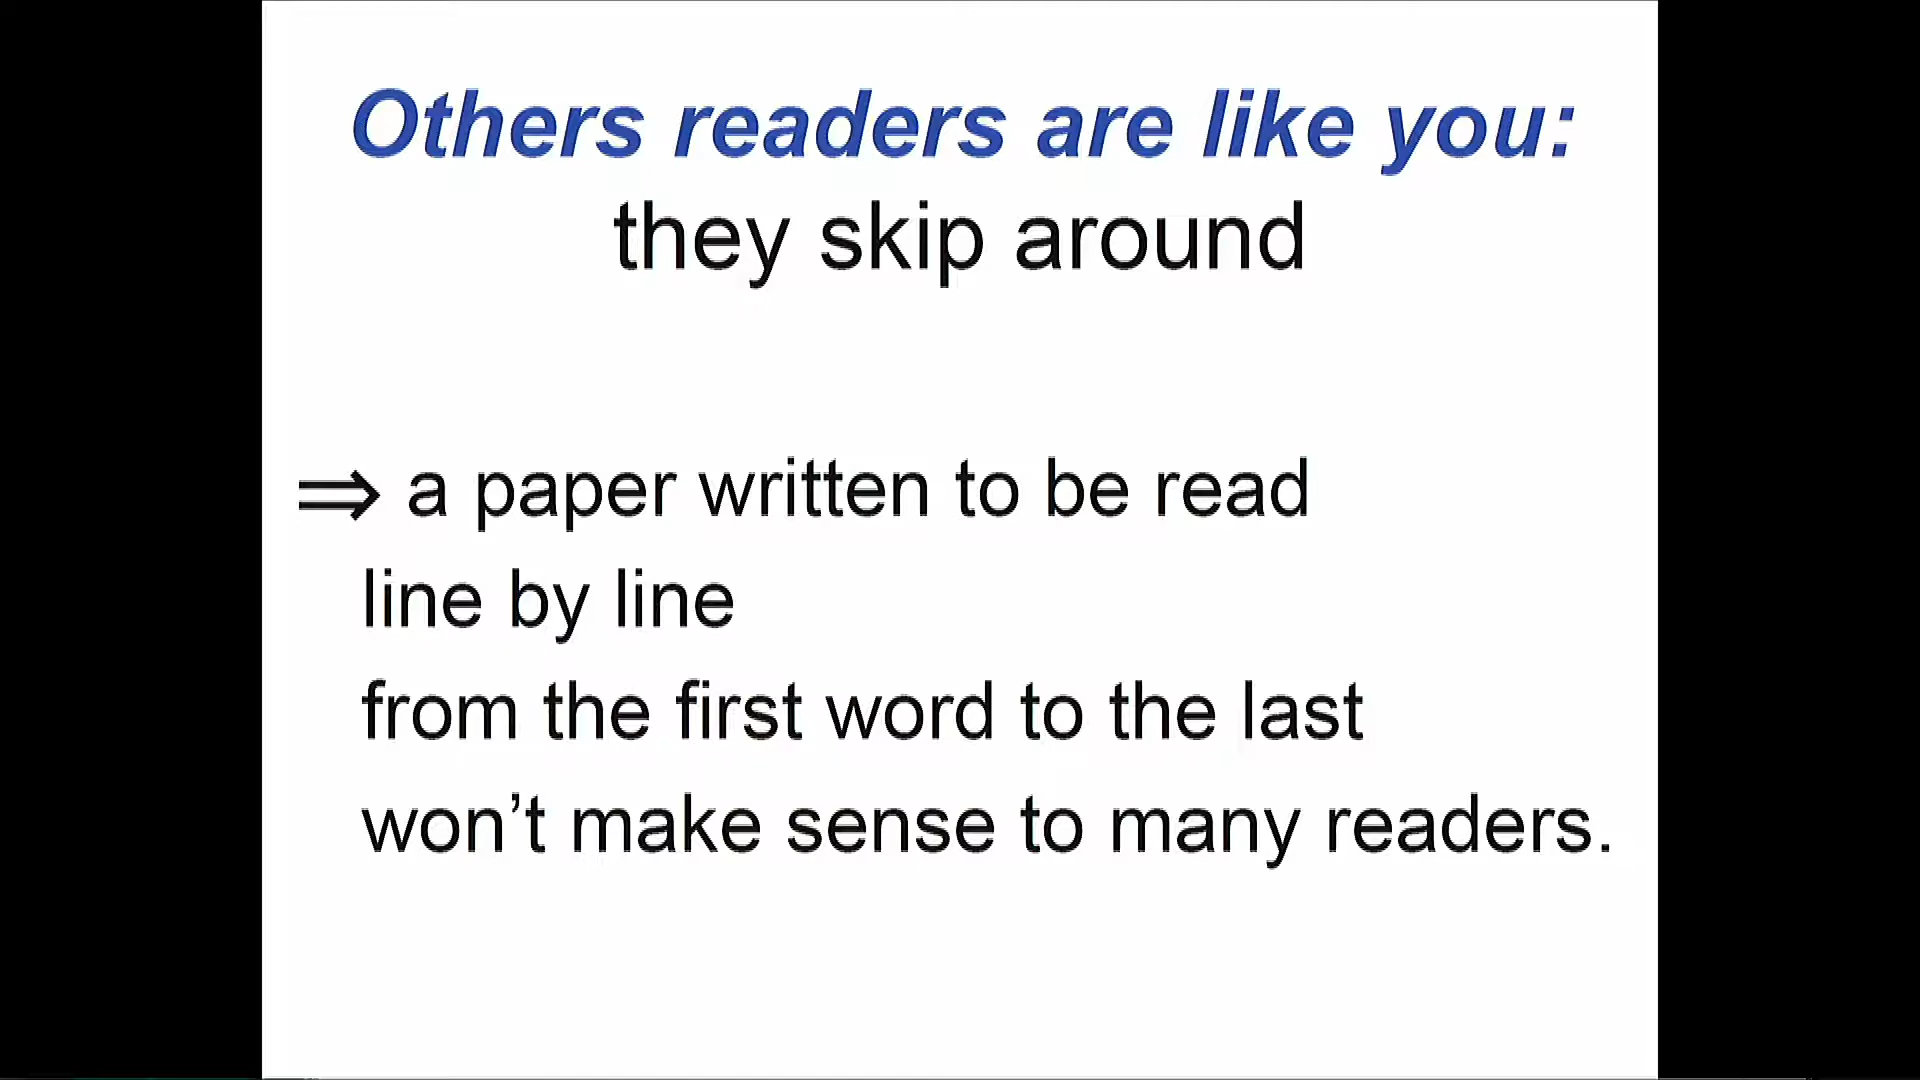 Others readers are like you:
they skip around
⇒ a paper written to be read
line by line
from the first word to the last
won’t make sense to many readers.